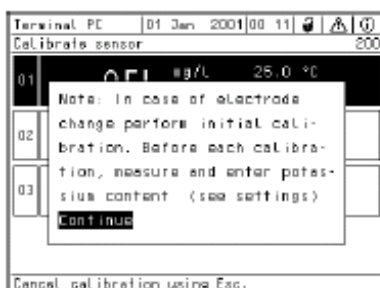 Terminal PC 01 Jan 2001 00 11
Calibrate sensor 200
01 mg/l 25.0 °C
Note: In case of electrode
change perform initial cali-
bration. Before each calibra-
tion, measure and enter potas-
sium content (see settings)
Continue
02
03
Cancel calibration using Esc.